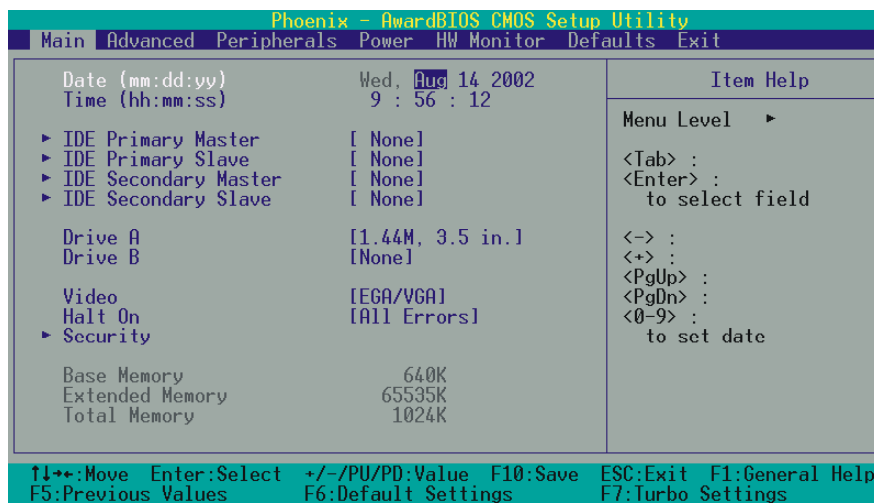 Phoenix - AwardBIOS CMOS Setup Utility
Main Advanced Peripherals Power HW Monitor Defaults Exit
Date (mm:dd:yy) Wed, Aug 14 2002
Time (hh:mm:ss) 9 : 56 : 12
► IDE Primary Master [ None]
► IDE Primary Slave [ None]
► IDE Secondary Master [ None]
► IDE Secondary Slave [ None]
Drive A [1.44M, 3.5 in.]
Drive B [None]
Video [EGA/VGA]
Halt On [All Errors]
► Security
Base Memory 640K
Extended Memory 65535K
Total Memory 1024K
Item Help
Menu Level ►
<Tab> :
<Enter> :
to select field
<-> :
<+> :
<PgUp> :
<PgDn> :
<0-9> :
to set date
↑↓→←:Move Enter:Select +/-/PU/PD:Value F10:Save ESC:Exit F1:General Help
F5:Previous Values F6:Default Settings F7:Turbo Settings